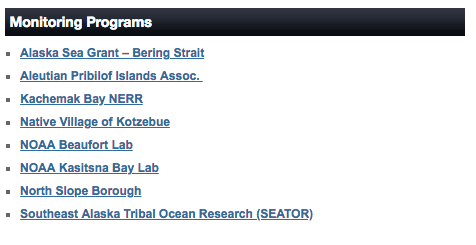 Monitoring Programs
Alaska Sea Grant – Bering Strait
Aleutian Pribilof Islands Assoc.
Kachemak Bay NERR
Native Village of Kotzebue
NOAA Beaufort Lab
NOAA Kasitsna Bay Lab
North Slope Borough
Southeast Alaska Tribal Ocean Research (SEATOR)